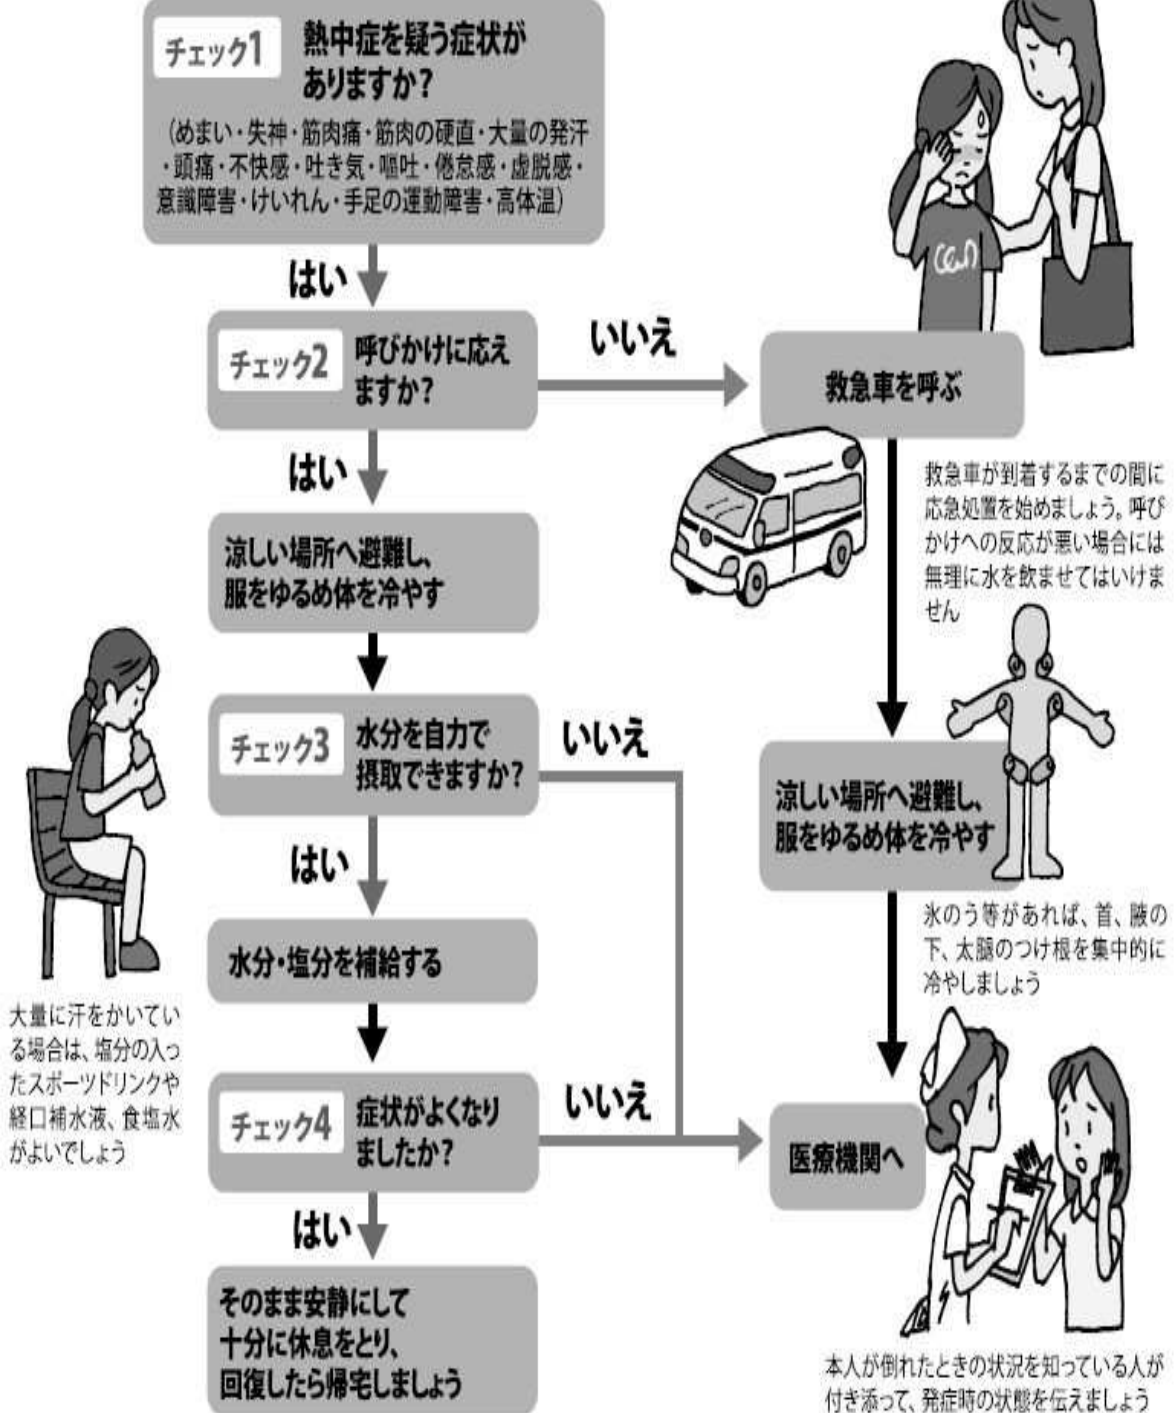 チェック1
熱中症を疑う症状が
ありますか？
（めまい・失神・筋肉痛・筋肉の硬直・大量の発汗
・頭痛・不快感・吐き気・嘔吐・倦怠感・虚脱感・
意識障害・けいれん・手足の運動障害・高体温）
はい
チェック2
呼びかけに応え
ますか？
いいえ
救急車を呼ぶ
救急車が到着するまでの間に
応急処置を始めましょう。呼び
かけへの反応が悪い場合には
無理に水を飲ませてはいけま
せん
はい
涼しい場所へ避難し、
服をゆるめ体を冷やす
チェック3
水分を自力で
摂取できますか？
いいえ
涼しい場所へ避難し、
服をゆるめ体を冷やす
氷のう等があれば、首、腋の
下、太腿のつけ根を集中的に
冷やしましょう
はい
水分・塩分を補給する
大量に汗をかいてい
る場合は、塩分の入っ
たスポーツドリンクや
経口補水液、食塩水
がよいでしょう
チェック4
症状がよくなり
ましたか？
いいえ
医療機関へ
はい
そのまま安静にして
十分に休息をとり、
回復したら帰宅しましょう
本人が倒れたときの状況を知っている人が
付き添って、発症時の状態を伝えましょう